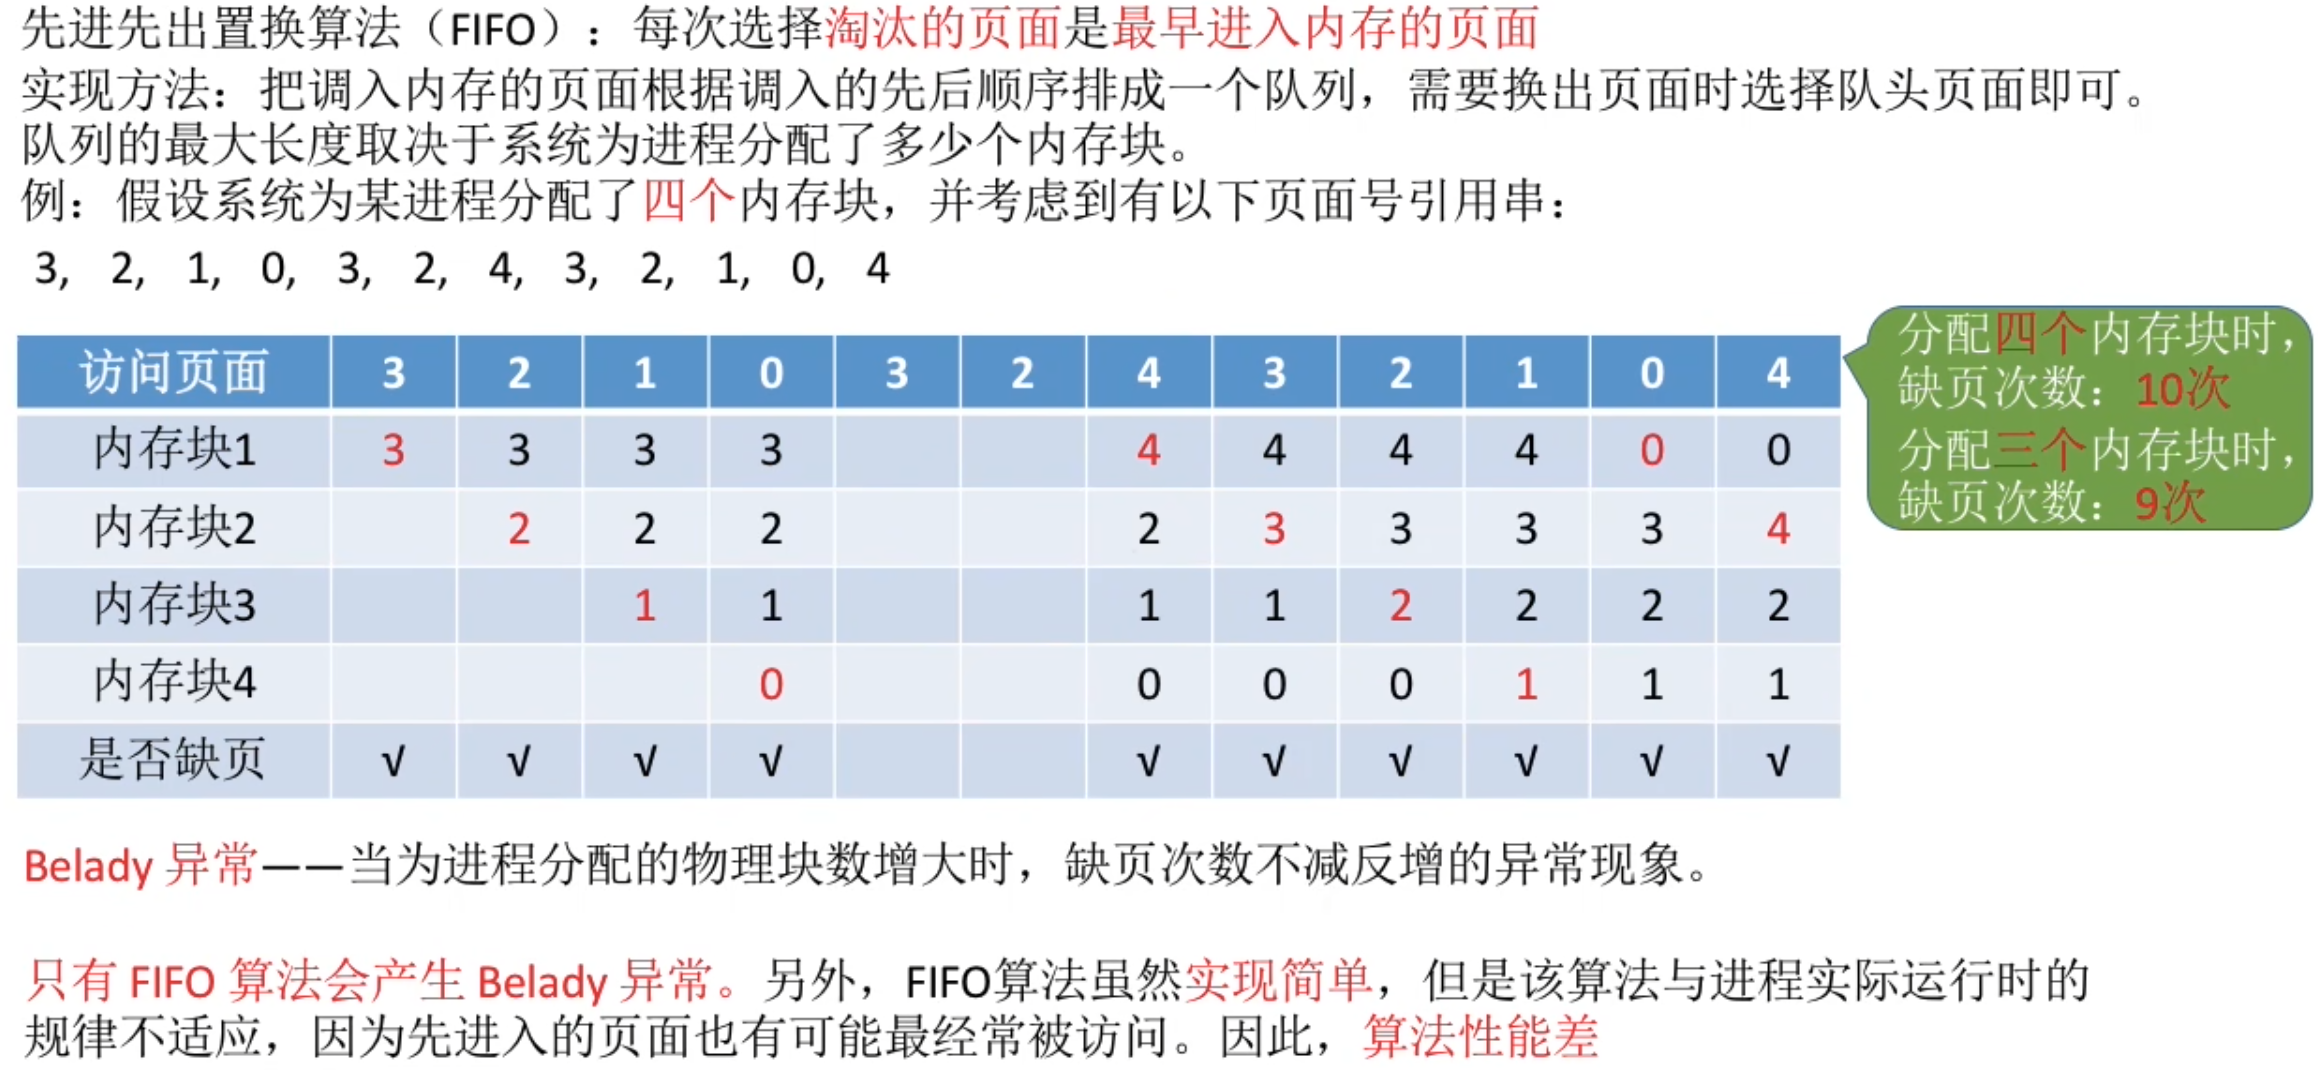 先进先出置换算法（FIFO）：每次选择淘汰的页面是最早进入内存的页面
实现方法：把调入内存的页面根据调入的先后顺序排成一个队列，需要换出页面时选择队头页面即可。
队列的最大长度取决于系统为进程分配了多少个内存块。
例：假设系统为某进程分配了四个内存块，并考虑到有以下页面号引用串：
3, 2, 1, 0, 3, 2, 4, 3, 2, 1, 0, 4
访问页面 3 2 1 0 3 2 4 3 2 1 0 4
内存块1 3 3 3 3 4 4 4 4 0 0
内存块2 2 2 2 2 3 3 3 3 4
内存块3 1 1 1 1 2 2 2 2
内存块4 0 0 0 0 1 1 1
是否缺页 √ √ √ √ √ √ √ √ √ √
分配四个内存块时，
缺页次数：10次
分配三个内存块时，
缺页次数：9次
Belady 异常——当为进程分配的物理块数增大时，缺页次数不减反增的异常现象。
只有 FIFO 算法会产生 Belady 异常。另外，FIFO算法虽然实现简单，但是该算法与进程实际运行时的
规律不适应，因为先进入的页面也有可能最经常被访问。因此，算法性能差